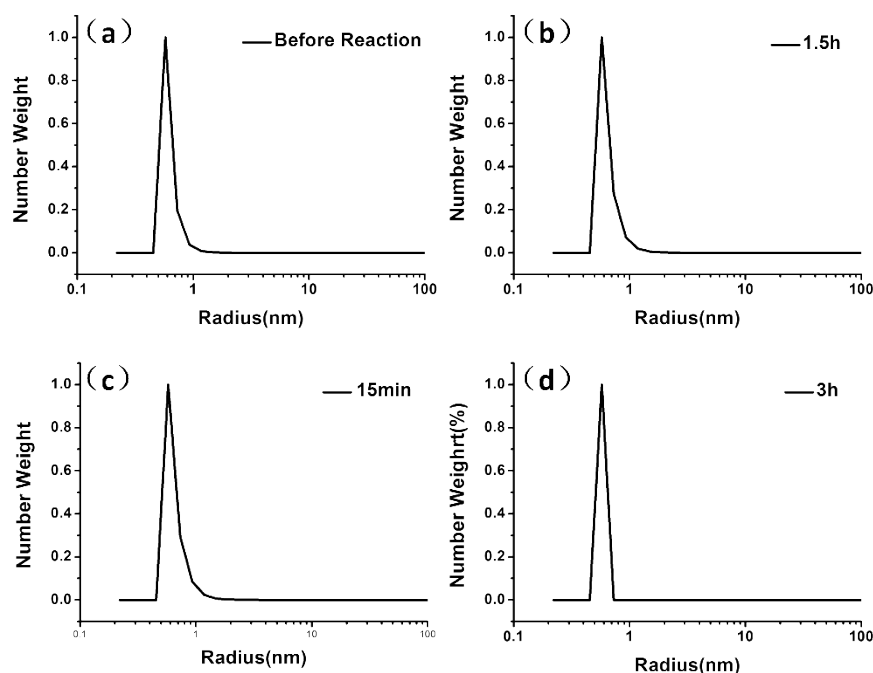 （a）
Before Reaction
Number Weight
1.0
0.8
0.6
0.4
0.2
0.0
0.1
1
10
100
Radius(nm)
（b）
1.5h
Number Weight
1.0
0.8
0.6
0.4
0.2
0.0
0.1
1
10
100
Radius(nm)
（c）
15min
Number Weight
1.0
0.8
0.6
0.4
0.2
0.0
0.1
1
10
100
Radius(nm)
（d）
3h
Number Weighrt(%)
1.0
0.8
0.6
0.4
0.2
0.0
0.1
1
10
100
Radius(nm)